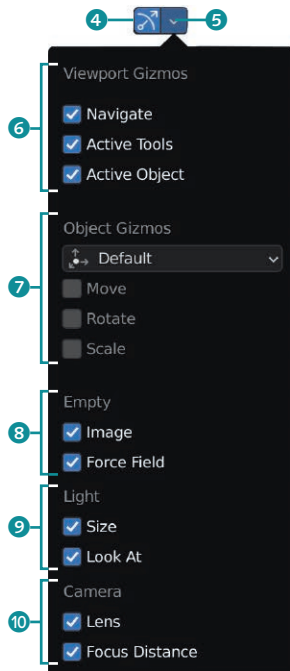 4 5
Viewport Gizmos
6
Navigate
Active Tools
Active Object
Object Gizmos
Default
7
Move
Rotate
Scale
Empty
8
Image
Force Field
Light
9
Size
Look At
Camera
10
Lens
Focus Distance